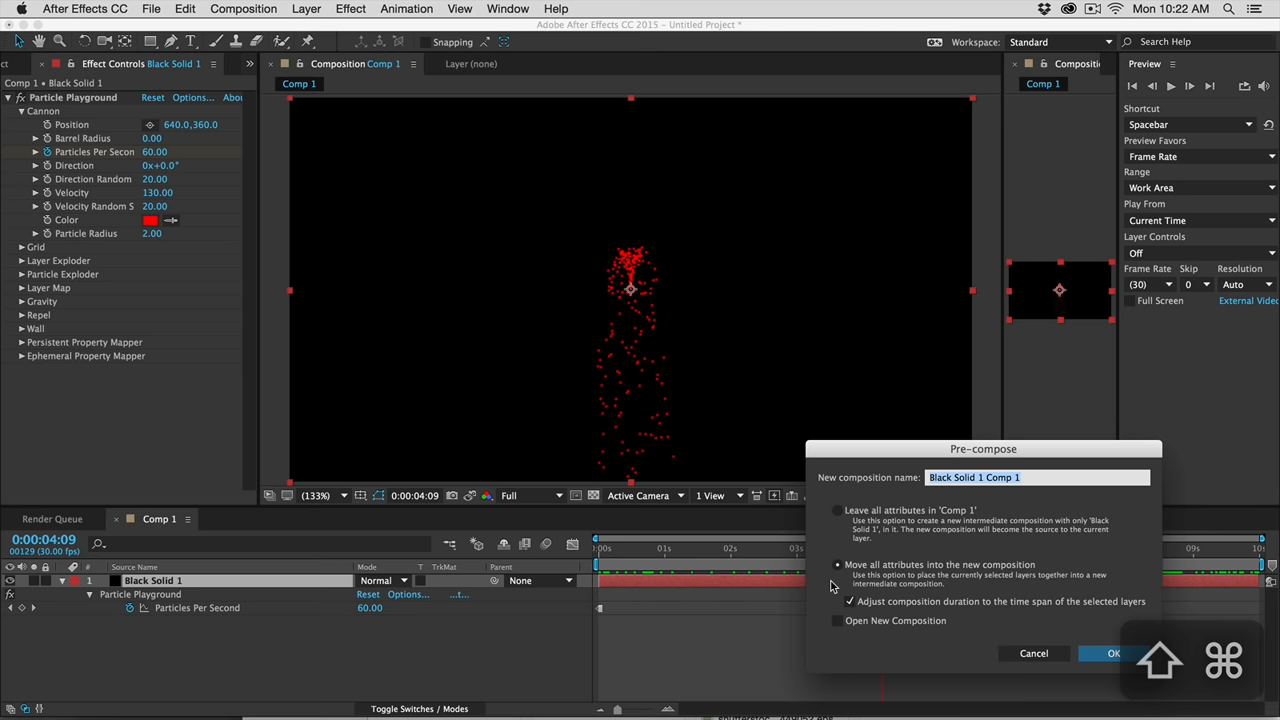 After Effects CC File Edit Composition Layer Effect Animation View Window Help Mon 10:22 AM
Adobe After Effects CC 2015 - Untitled Project *
Snapping Workspace: Standard Search Help
ct Effect Controls Black Solid 1 Composition Comp 1 Layer (none) Compositi Preview
Comp 1 • Black Solid 1 Comp 1 Comp 1
fx Particle Playground Reset Options... Abou
Cannon
Position 640.0,360.0
Barrel Radius 0.00
Particles Per Secon 60.00
Direction 0x+0.0°
Direction Random 20.00
Velocity 130.00
Velocity Random S 20.00
Color
Particle Radius 2.00
Grid
Layer Exploder
Particle Exploder
Layer Map
Gravity
Repel
Wall
Persistent Property Mapper
Ephemeral Property Mapper
Shortcut
Spacebar
Preview Favors
Frame Rate
Range
Work Area
Play From
Current Time
Layer Controls
Off
Frame Rate Skip Resolution
(30) 0 Auto
Full Screen External Video
(133%) 0:00:04:09 Full Active Camera 1 View
Pre-compose
New composition name: Black Solid 1 Comp 1
Leave all attributes in 'Comp 1'
Use this option to create a new intermediate composition with only 'Black
Solid 1', in it. The new composition will become the source to the current
layer.
Move all attributes into the new composition
Use this option to place the currently selected layers together into a new
intermediate composition.
Adjust composition duration to the time span of the selected layers
Open New Composition
Cancel OK
Render Queue Comp 1
0:00:04:09
00129 (30.00 fps)
:00s 01s 02s 03s 09s 10s
# Source Name Mode T TrkMat Parent
1 Black Solid 1 Normal None
Particle Playground Reset Options... ...t...
Particles Per Second 60.00
Toggle Switches / Modes